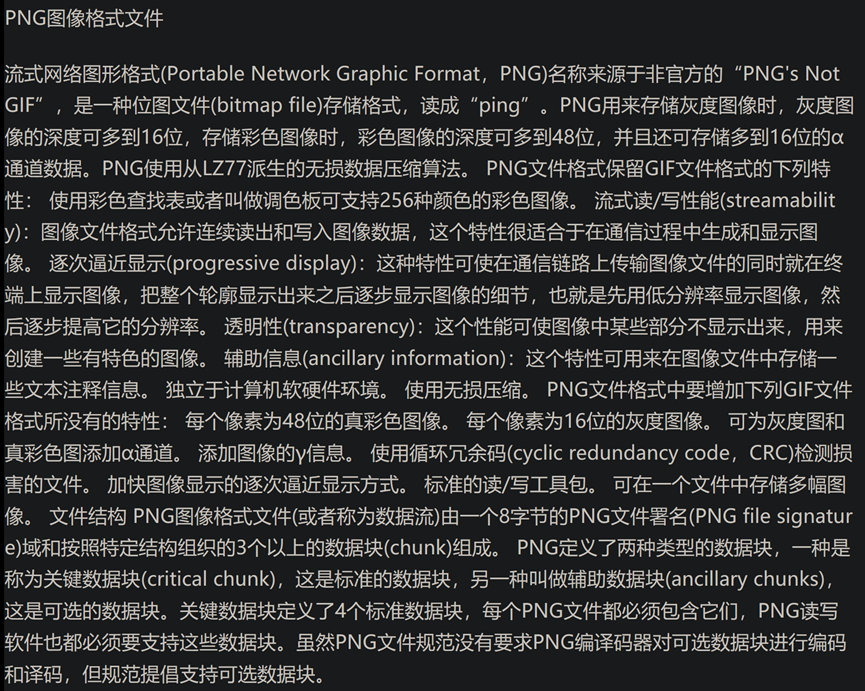 PNG图像格式文件
流式网络图形格式(Portable Network Graphic Format，PNG)名称来源于非官方的“PNG's Not
GIF”，是一种位图文件(bitmap file)存储格式，读成“ping”。PNG用来存储灰度图像时，灰度图
像的深度可多到16位，存储彩色图像时，彩色图像的深度可多到48位，并且还可存储多到16位的α
通道数据。PNG使用从LZ77派生的无损数据压缩算法。 PNG文件格式保留GIF文件格式的下列特
性： 使用彩色查找表或者叫做调色板可支持256种颜色的彩色图像。 流式读/写性能(streamabilit
y)：图像文件格式允许连续读出和写入图像数据，这个特性很适合于在通信过程中生成和显示图
像。 逐次逼近显示(progressive display)：这种特性可使在通信链路上传输图像文件的同时就在终
端上显示图像，把整个轮廓显示出来之后逐步显示图像的细节，也就是先用低分辨率显示图像，然
后逐步提高它的分辨率。 透明性(transparency)：这个性能可使图像中某些部分不显示出来，用来
创建一些有特色的图像。 辅助信息(ancillary information)：这个特性可用来在图像文件中存储一
些文本注释信息。 独立于计算机软硬件环境。 使用无损压缩。 PNG文件格式中要增加下列GIF文件
格式所没有的特性： 每个像素为48位的真彩色图像。 每个像素为16位的灰度图像。 可为灰度图和
真彩色图添加α通道。 添加图像的γ信息。 使用循环冗余码(cyclic redundancy code，CRC)检测损
害的文件。 加快图像显示的逐次逼近显示方式。 标准的读/写工具包。 可在一个文件中存储多幅图
像。 文件结构 PNG图像格式文件(或者称为数据流)由一个8字节的PNG文件署名(PNG file signatur
e)域和按照特定结构组织的3个以上的数据块(chunk)组成。 PNG定义了两种类型的数据块，一种是
称为关键数据块(critical chunk)，这是标准的数据块，另一种叫做辅助数据块(ancillary chunks)，
这是可选的数据块。关键数据块定义了4个标准数据块，每个PNG文件都必须包含它们，PNG读写
软件也都必须要支持这些数据块。虽然PNG文件规范没有要求PNG编译码器对可选数据块进行编码
和译码，但规范提倡支持可选数据块。